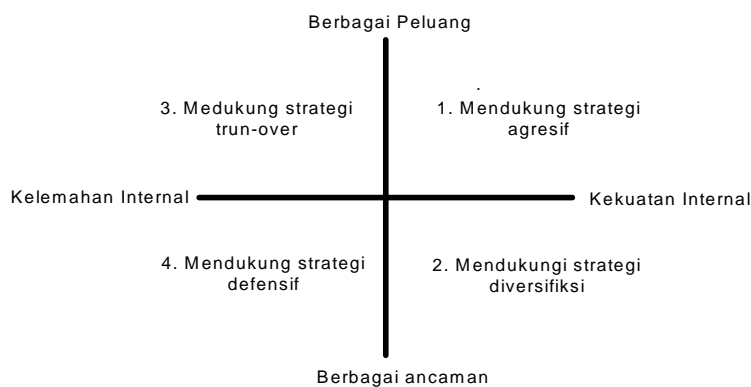 Berbagai Peluang
3. Medukung strategi
trun-over
1. Mendukung strategi
agresif
Kelemahan Internal
Kekuatan Internal
4. Mendukung strategi
defensif
2. Mendukungi strategi
diversifiksi
Berbagai ancaman